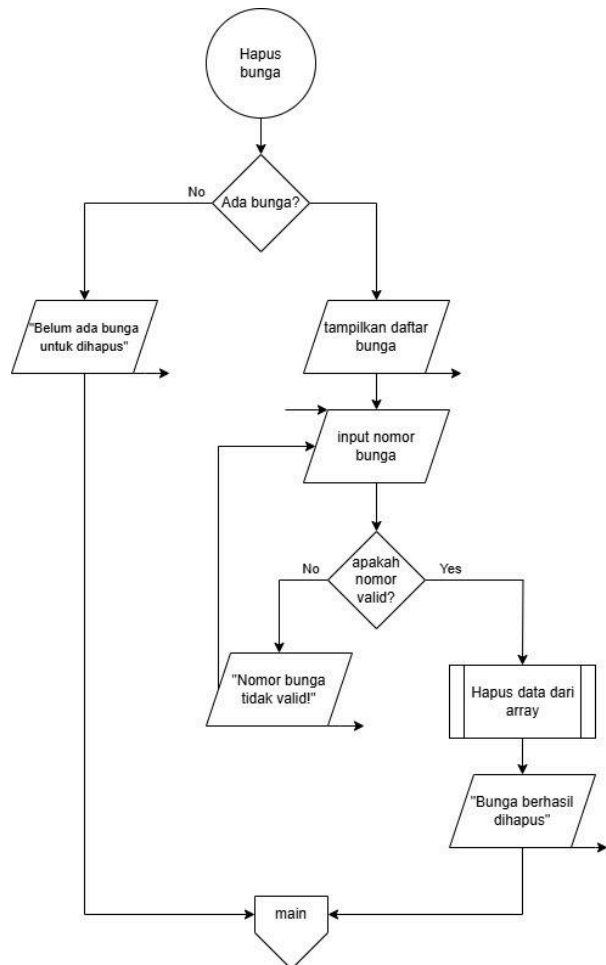 Hapus
bunga
No
Ada bunga?
"Belum ada bunga
untuk dihapus"
tampilkan daftar
bunga
input nomor
bunga
No
apakah
nomor
valid?
Yes
"Nomor bunga
tidak valid!"
Hapus data dari
array
"Bunga berhasil
dihapus"
main